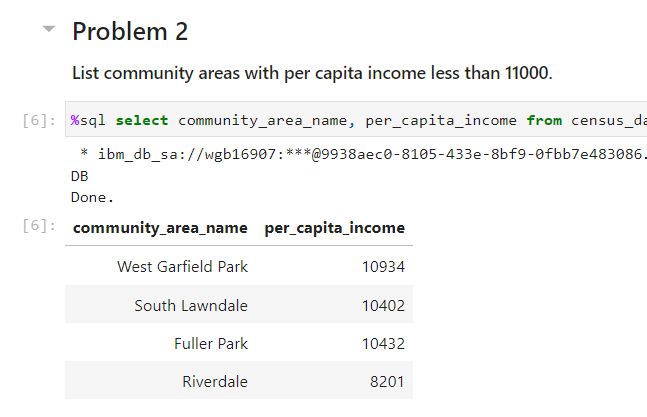 Problem 2
List community areas with per capita income less than 11000.
[6]: %sql select community_area_name, per_capita_income from census_da
* ibm_db_sa://wgb16907:***@9938aec0-8105-433e-8bf9-0fbb7e483086.
DB
Done.
[6]: community_area_name per_capita_income
West Garfield Park 10934
South Lawndale 10402
Fuller Park 10432
Riverdale 8201